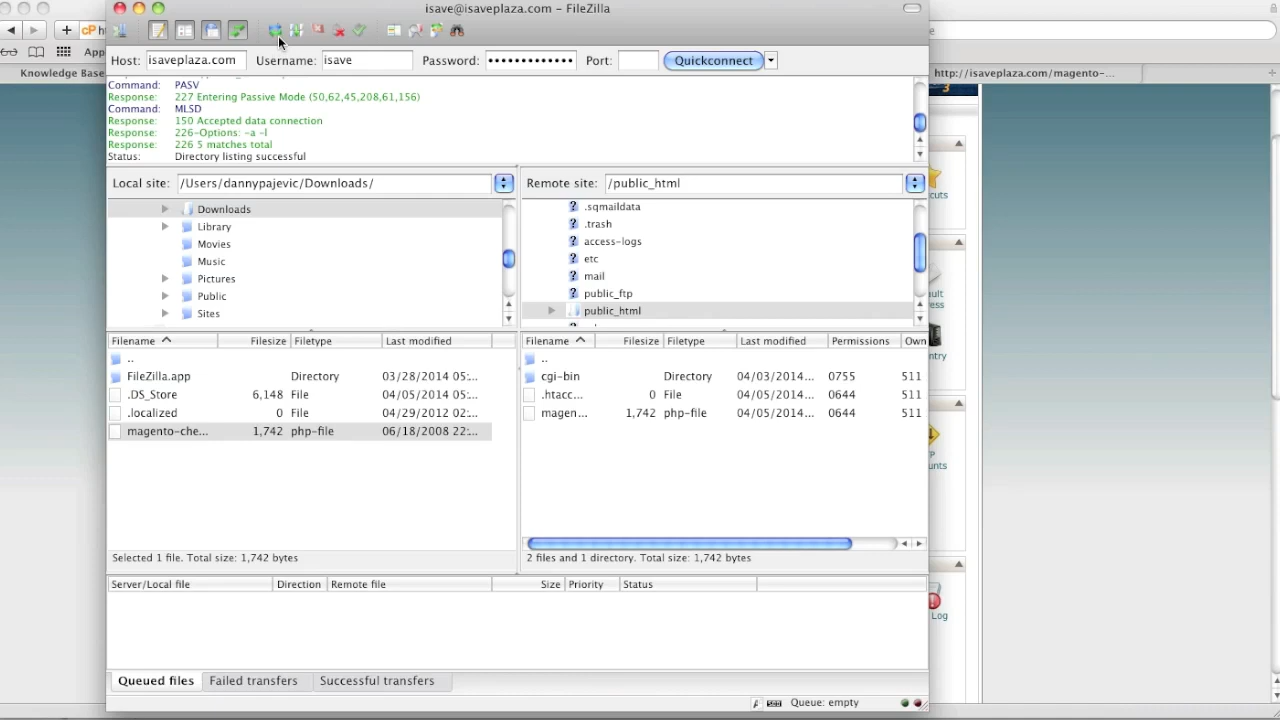 isave@isaveplaza.com – FileZilla
cP h
App
Host: isaveplaza.com Username: isave Password: ••••••••••••• Port: Quickconnect
Knowledge Base
http://isaveplaza.com/magento-...
3
Command: PASV
Response: 227 Entering Passive Mode (50,62,45,208,61,156)
Command: MLSD
Response: 150 Accepted data connection
Response: 226-Options: -a -l
Response: 226 5 matches total
Status: Directory listing successful
Local site: /Users/dannypajevic/Downloads/
Remote site: /public_html
Downloads
Library
Movies
Music
Pictures
Public
Sites
? .sqmaildata
? .trash
? access-logs
? etc
? mail
? public_ftp
public_html
Filename Filesize Filetype Last modified
..
FileZilla.app Directory 03/28/2014 05:...
.DS_Store 6,148 File 04/05/2014 05:...
.localized 0 File 04/29/2012 02:...
magento-che... 1,742 php-file 06/18/2008 22:...
Selected 1 file. Total size: 1,742 bytes
Filename Filesize Filetype Last modified Permissions Own
..
cgi-bin Directory 04/03/2014... 0755 511
.htacc... 0 File 04/05/2014... 0644 511
magen... 1,742 php-file 04/05/2014... 0644 511
2 files and 1 directory. Total size: 1,742 bytes
cuts
ault
ess
ntry
P
unts
Log
Server/Local file Direction Remote file Size Priority Status
Queued files Failed transfers Successful transfers
Queue: empty